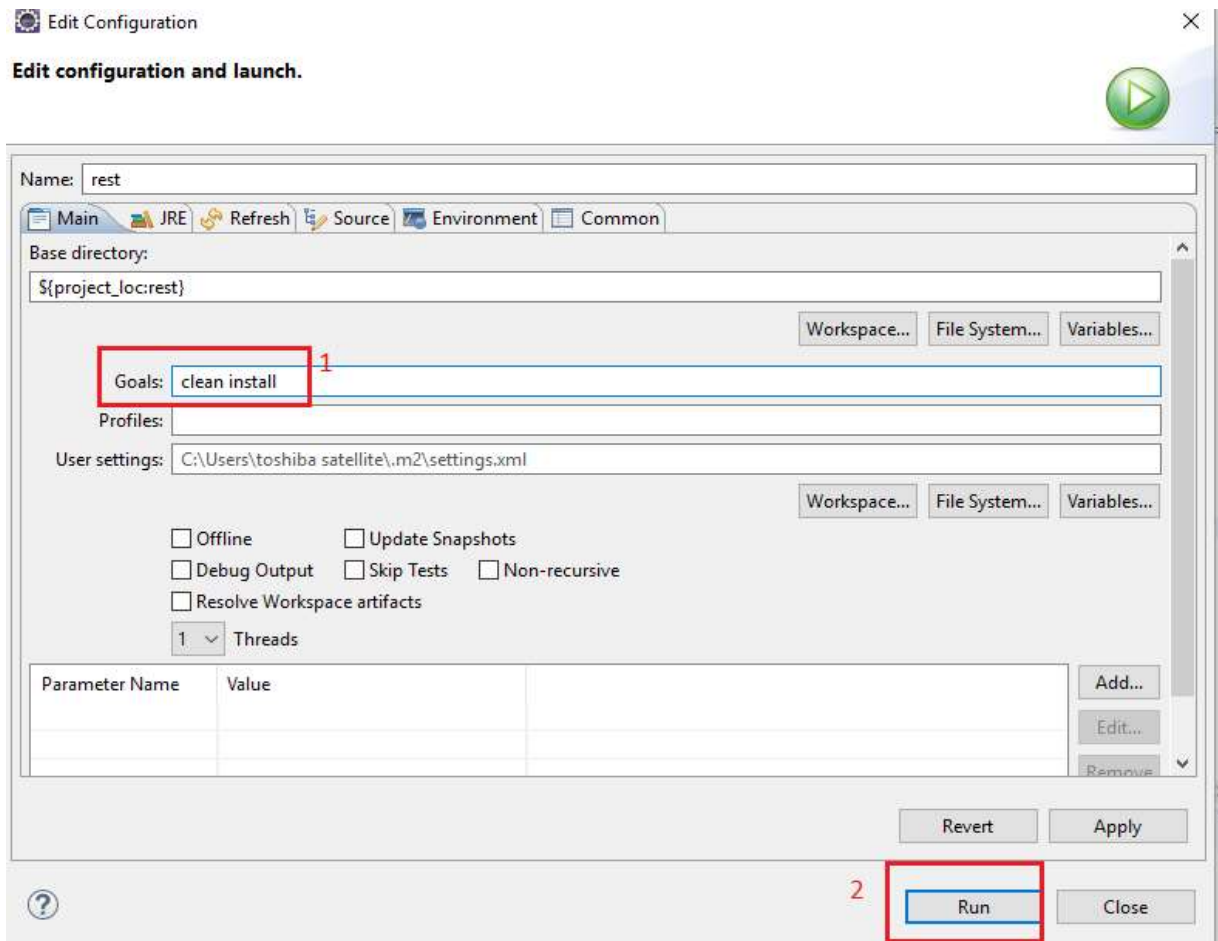 Edit Configuration
Edit configuration and launch.
Name: rest
Main JRE Refresh Source Environment Common
Base directory:
${project_loc:rest}
Workspace... File System... Variables...
1
Goals: clean install
Profiles:
User settings: C:\Users\toshiba satellite\.m2\settings.xml
Workspace... File System... Variables...
Offline Update Snapshots
Debug Output Skip Tests Non-recursive
Resolve Workspace artifacts
1 Threads
Parameter Name Value Add...
Edit...
Remove
Revert Apply
2
? Run Close